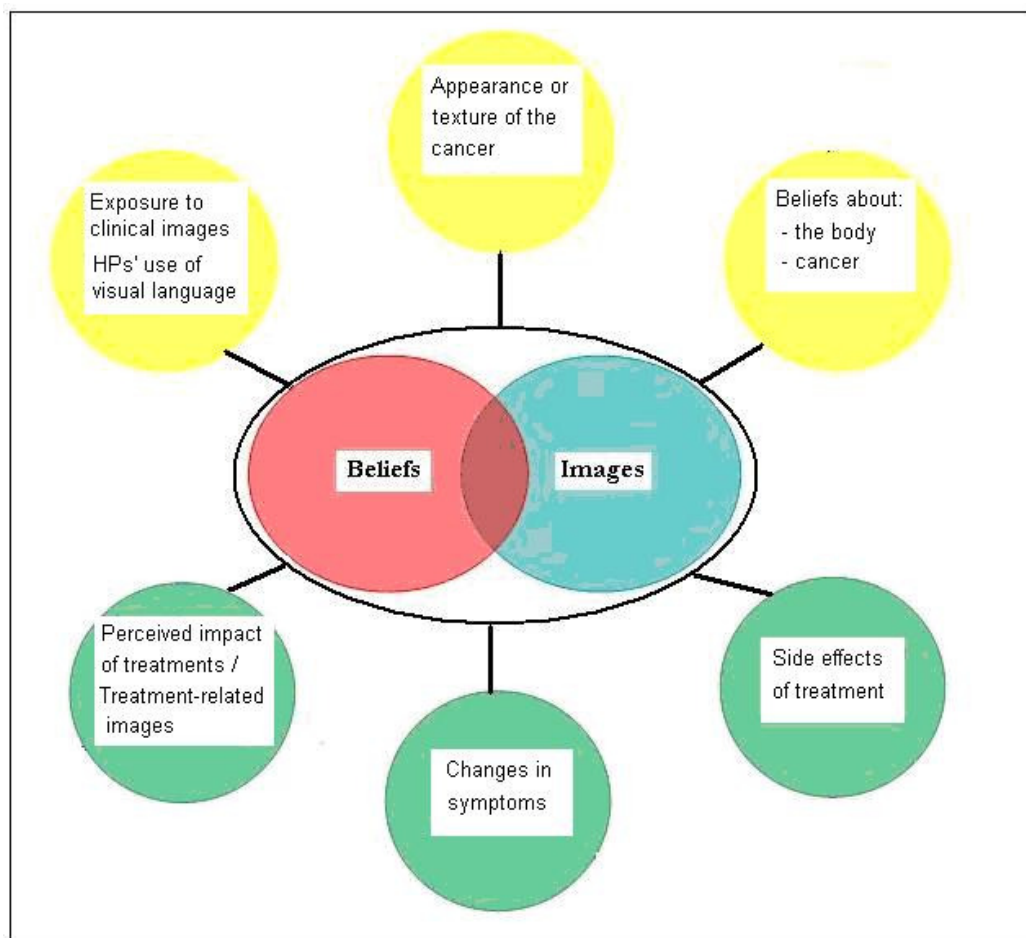 Appearance or
texture of the
cancer
Exposure to
clinical images
HPs' use of
visual language
Beliefs about:
- the body
- cancer
Beliefs
Images
Perceived impact
of treatments /
Treatment-related
images
Changes in
symptoms
Side effects
of treatment